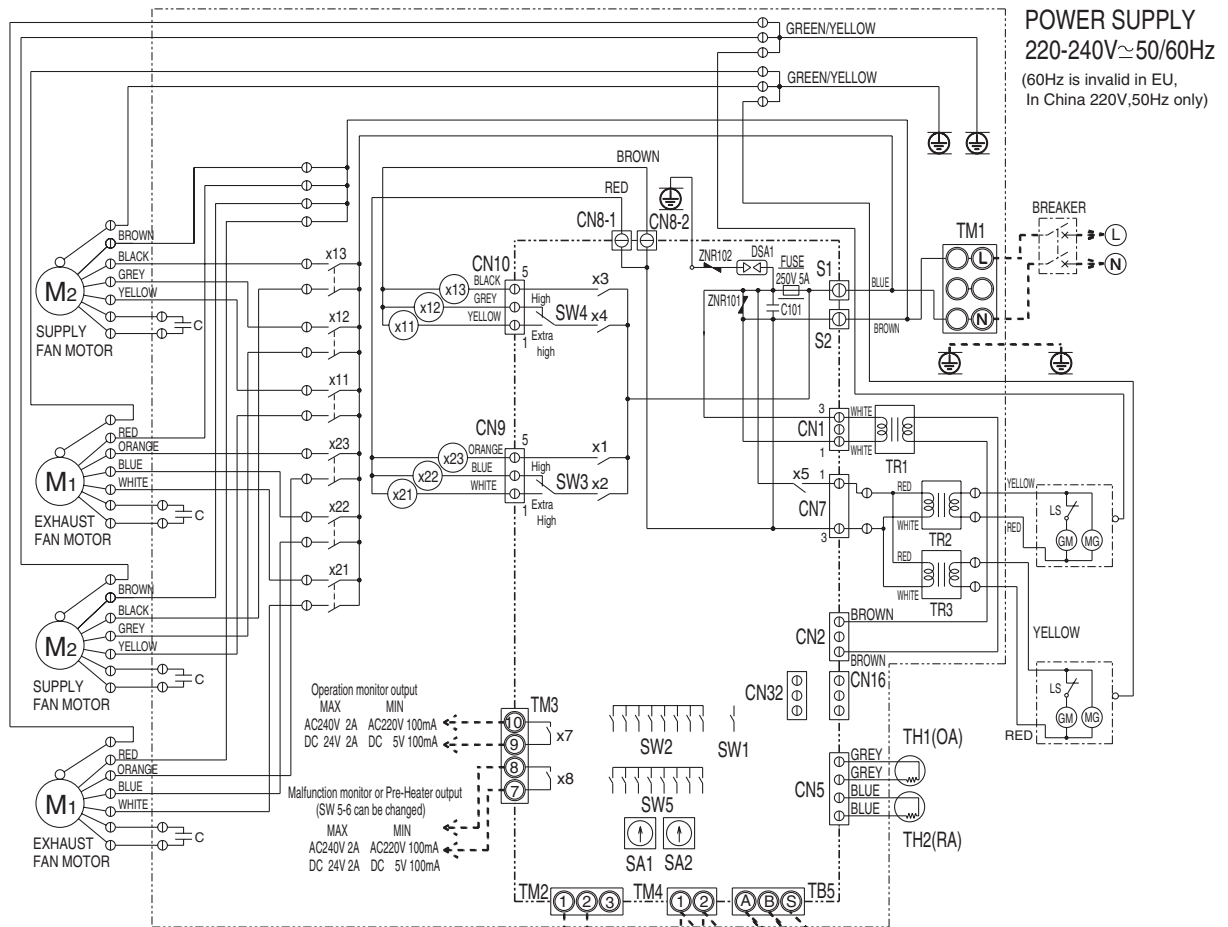 POWER SUPPLY
220-240V≃50/60Hz
(60Hz is invalid in EU,
In China 220V,50Hz only)
GREEN/YELLOW
GREEN/YELLOW
BROWN
RED
CN8-1
CN8-2
BREAKER
TM1
L
N
L
N
ZNR102
DSA1
FUSE
250V 5A
ZNR101
C101
S1
BLUE
S2
BROWN
BROWN
BLACK
GREY
YELLOW
M2
C
SUPPLY
FAN MOTOR
x13
x12
x11
x23
x22
x21
CN10
5
BLACK
GREY
YELLOW
1
x13
x12
x11
High
Extra
high
SW4
x3
x4
RED
ORANGE
BLUE
WHITE
M1
C
EXHAUST
FAN MOTOR
CN9
5
ORANGE
BLUE
WHITE
1
x23
x22
x21
High
Extra
High
SW3
x1
x2
3
CN1
1
WHITE
WHITE
TR1
x5
1
CN7
3
RED
WHITE
TR2
RED
WHITE
TR3
YELLOW
RED
LS
GM
MG
BROWN
BLACK
GREY
YELLOW
M2
C
SUPPLY
FAN MOTOR
CN2
BROWN
BROWN
YELLOW
RED
LS
GM
MG
CN32
CN16
Operation monitor output
MAX MIN
AC240V 2A AC220V 100mA
DC 24V 2A DC 5V 100mA
TM3
10
9
8
7
x7
x8
SW2
SW1
SW5
SA1
SA2
CN5
GREY
GREY
BLUE
BLUE
TH1(OA)
TH2(RA)
RED
ORANGE
BLUE
WHITE
M1
C
EXHAUST
FAN MOTOR
Malfunction monitor or Pre-Heater output
(SW 5-6 can be changed)
MAX MIN
AC240V 2A AC220V 100mA
DC 24V 2A DC 5V 100mA
TM2
1 2 3
TM4
1 2
A B S
TB5